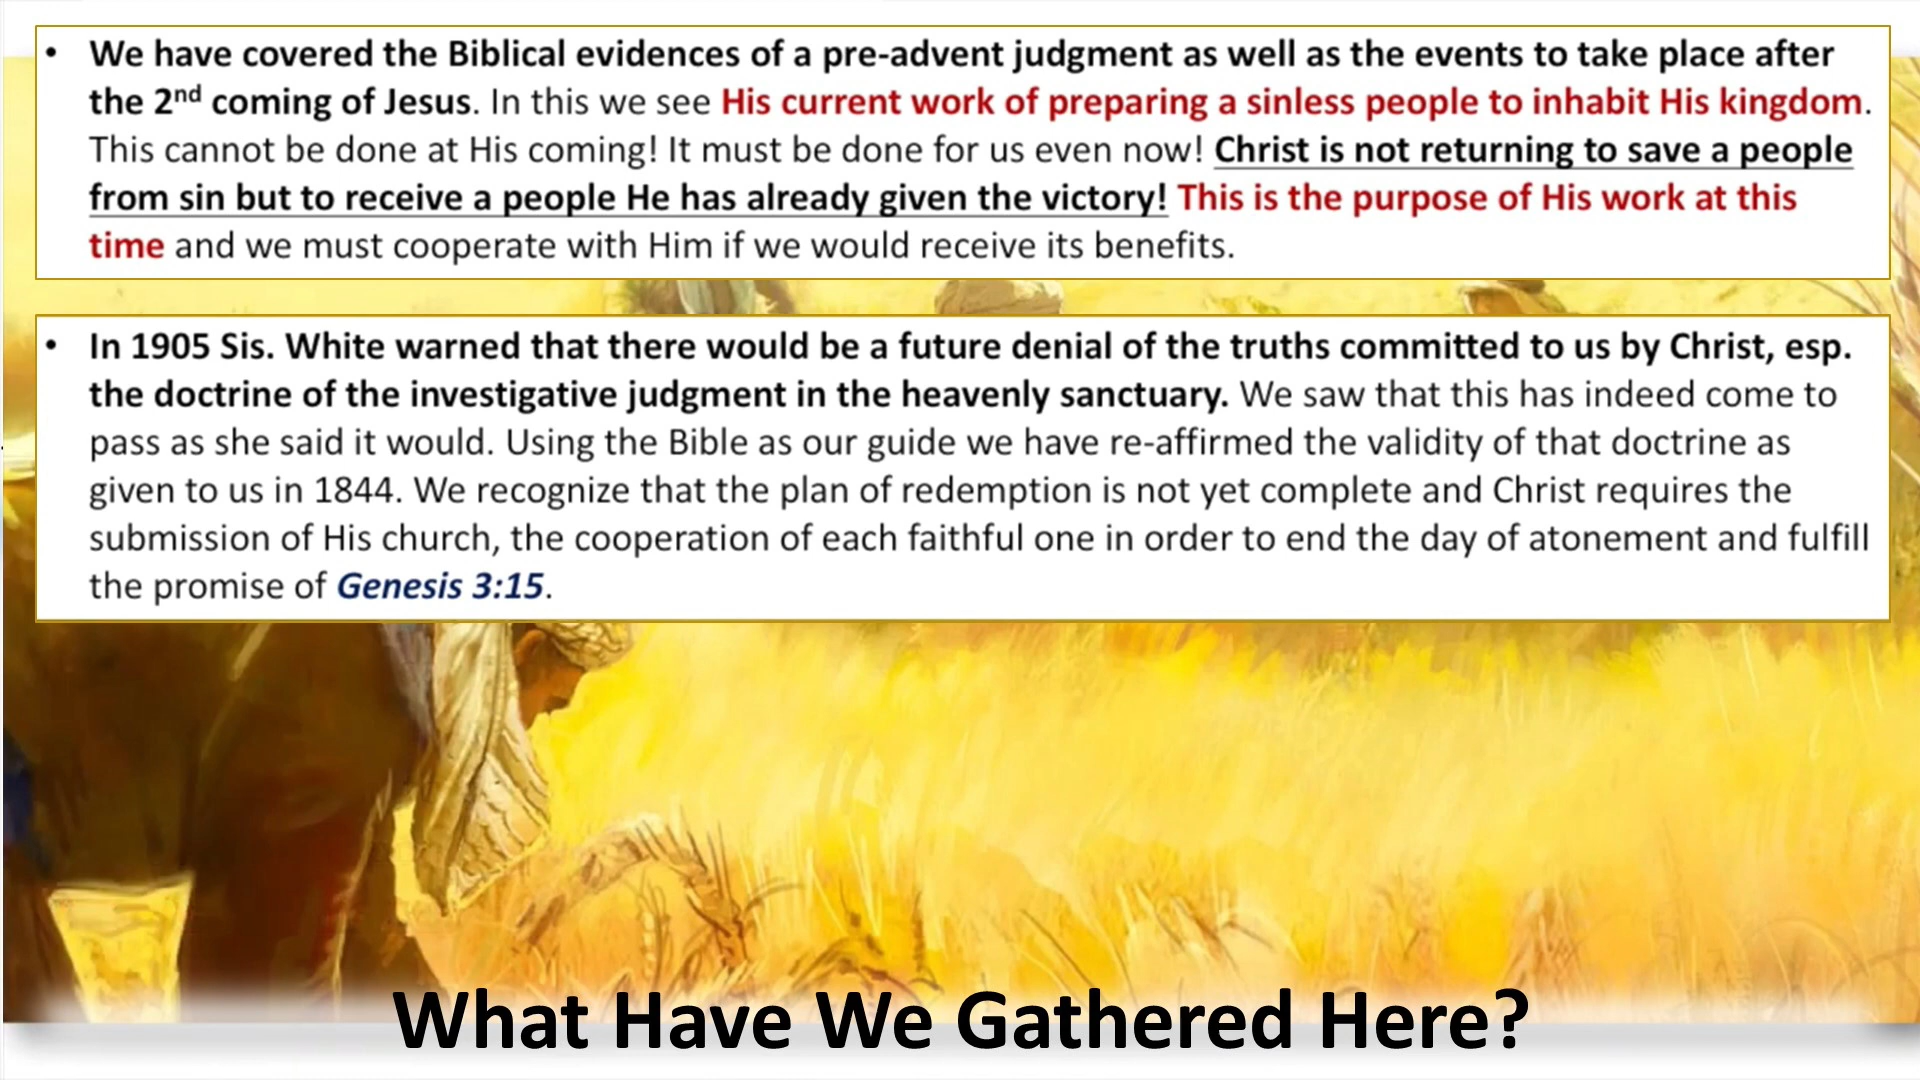 • We have covered the Biblical evidences of a pre-advent judgment as well as the events to take place after
the 2nd coming of Jesus. In this we see His current work of preparing a sinless people to inhabit His kingdom.
This cannot be done at His coming! It must be done for us even now! Christ is not returning to save a people
from sin but to receive a people He has already given the victory! This is the purpose of His work at this
time and we must cooperate with Him if we would receive its benefits.
• In 1905 Sis. White warned that there would be a future denial of the truths committed to us by Christ, esp.
the doctrine of the investigative judgment in the heavenly sanctuary. We saw that this has indeed come to
pass as she said it would. Using the Bible as our guide we have re-affirmed the validity of that doctrine as
given to us in 1844. We recognize that the plan of redemption is not yet complete and Christ requires the
submission of His church, the cooperation of each faithful one in order to end the day of atonement and fulfill
the promise of Genesis 3:15.
What Have We Gathered Here?